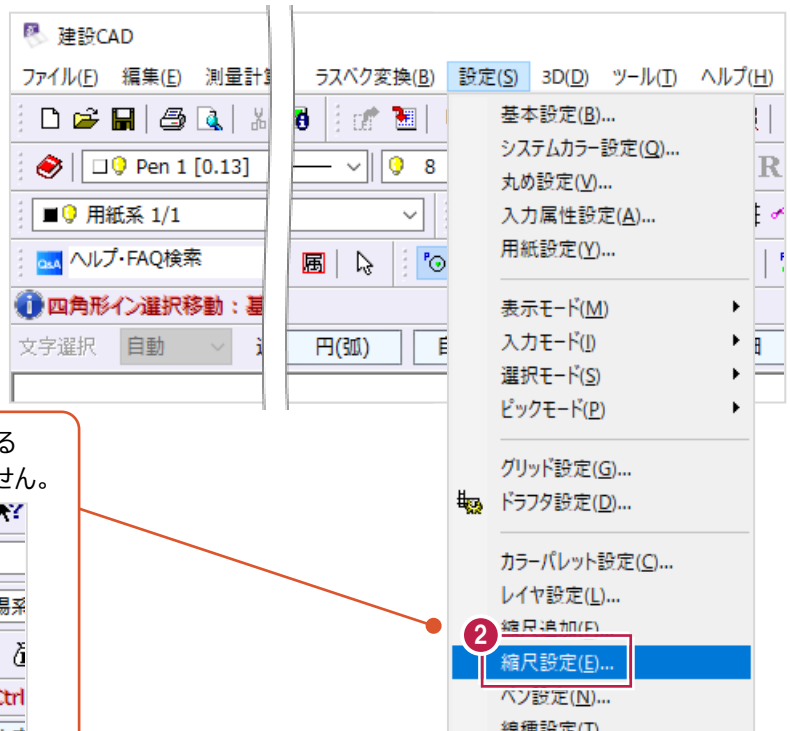 建設CAD
ファイル(F) 編集(E) 測量計 ラスベク変換(B) 設定(S) 3D(D) ツール(T) ヘルプ(H)
Pen 1 [0.13] 8
用紙系 1/1
Q&A ヘルプ・FAQ検索 属
四角形イン選択移動：基
文字選択 自動 円(弧)
基本設定(B)...
システムカラー設定(Q)...
丸め設定(V)...
入力属性設定(A)...
用紙設定(Y)...
表示モード(M)
入力モード(I)
選択モード(S)
ピックモード(P)
グリッド設定(G)...
ドラフタ設定(D)...
カラーパレット設定(C)...
レイヤ設定(L)...
縮尺追加(F)...
2
縮尺設定(E)...
ペン設定(N)...
線種設定(T)
る
せん。
Ctrl